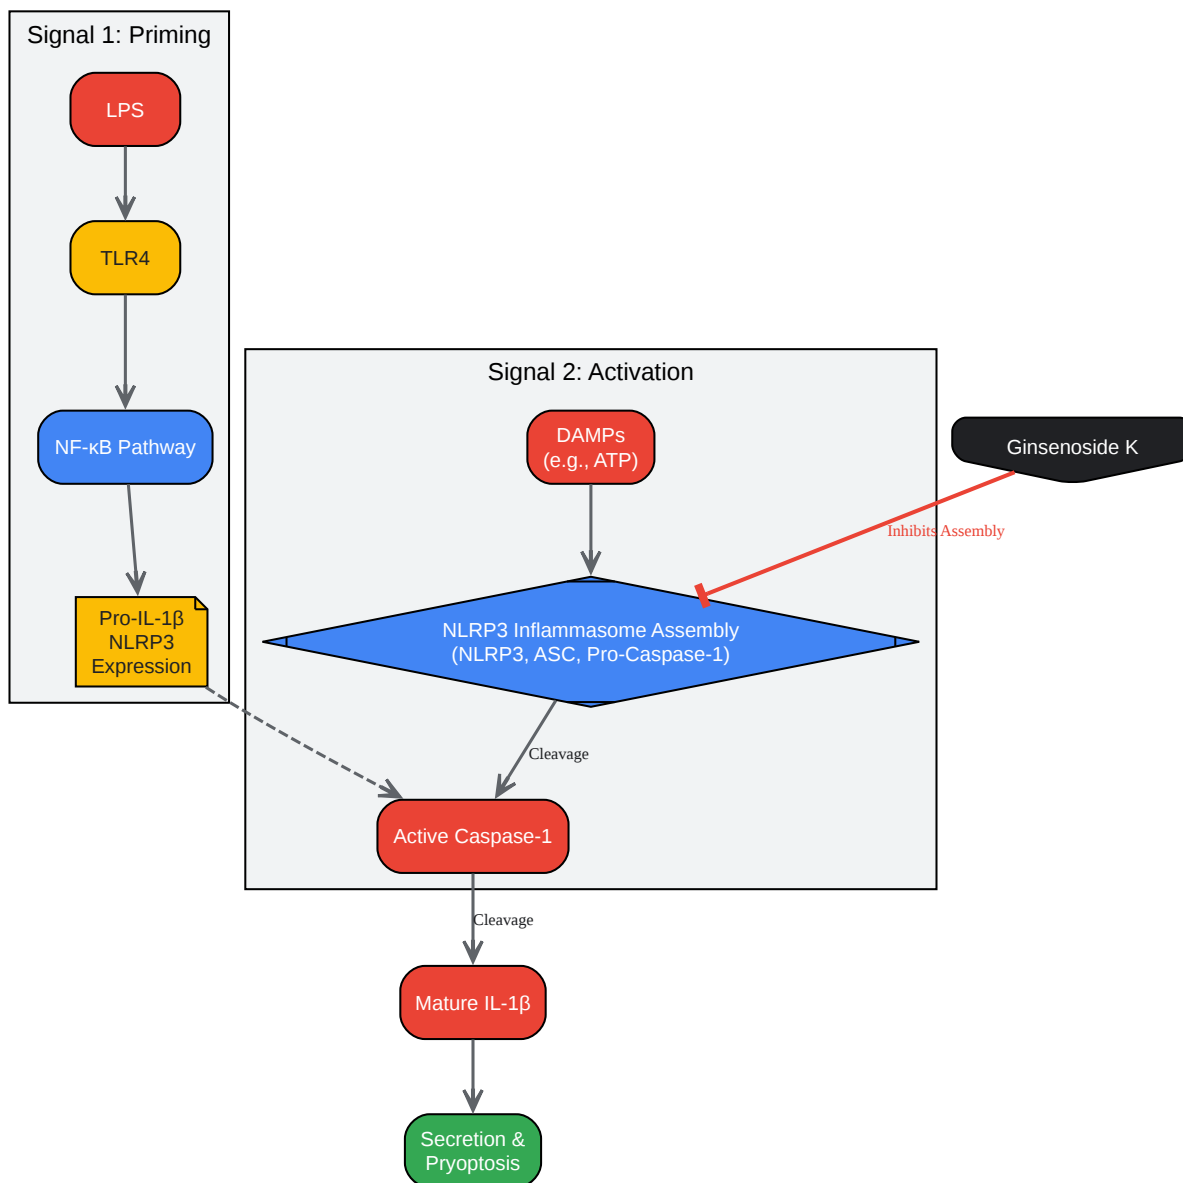 Signal 1: Priming
LPS
TLR4
NF-κB Pathway
Pro-IL-1β
NLRP3
Expression
Signal 2: Activation
DAMPs
(e.g., ATP)
Ginsenoside K
Inhibits Assembly
NLRP3 Inflammasome Assembly
(NLRP3, ASC, Pro-Caspase-1)
Cleavage
Active Caspase-1
Cleavage
Mature IL-1β
Secretion &
Pryoptosis